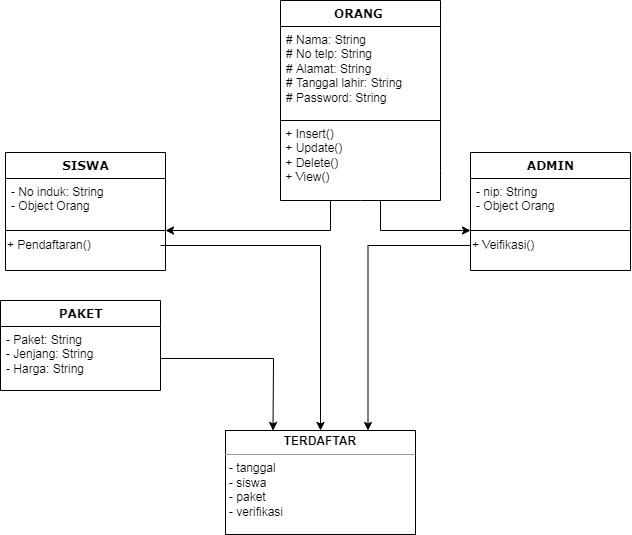 ORANG
# Nama: String
# No telp: String
# Alamat: String
# Tanggal lahir: String
# Password: String
+ Insert()
+ Update()
+ Delete()
+ View()
SISWA
- No induk: String
- Object Orang
+ Pendaftaran()
ADMIN
- nip: String
- Object Orang
+ Veifikasi()
PAKET
- Paket: String
- Jenjang: String
- Harga: String
TERDAFTAR
- tanggal
- siswa
- paket
- verifikasi